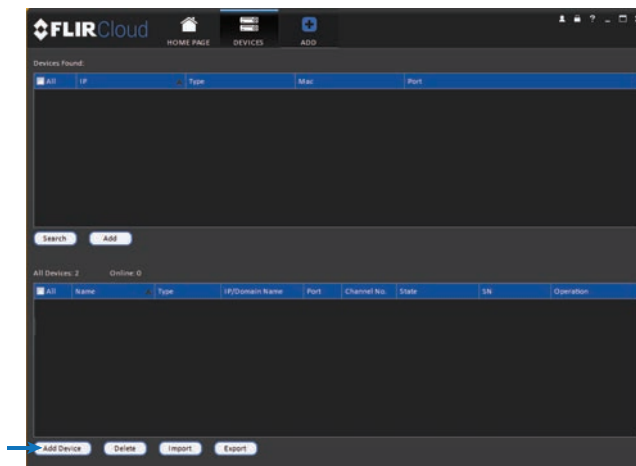 FLIRCloud
HOME PAGE DEVICES ADD
? 
Devices Found:
All IP Type Mac Port
Search Add
All Devices: 2 Online: 0
All Name Type IP/Domain Name Port Channel No. State SN Operation
Add Device Delete Import Export